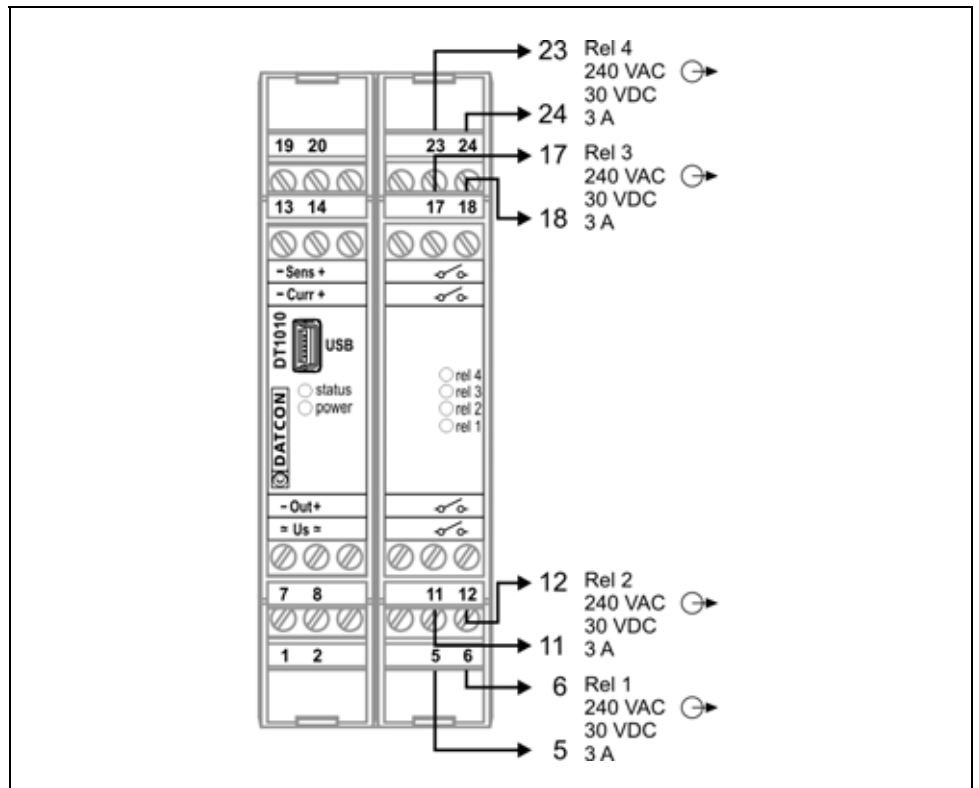 23 Rel 4
240 VAC
30 VDC
24 3 A
19 20 23 24
17 Rel 3
240 VAC
30 VDC
18 3 A
13 14 17 18
- Sens +
- Curr +
DT1010
USB
status
power
DATCON
rel 4
rel 3
rel 2
rel 1
- Out+
≂ Us ≂
12 Rel 2
240 VAC
30 VDC
11 3 A
7 8 11 12
1 2 5 6
6 Rel 1
240 VAC
30 VDC
5 3 A